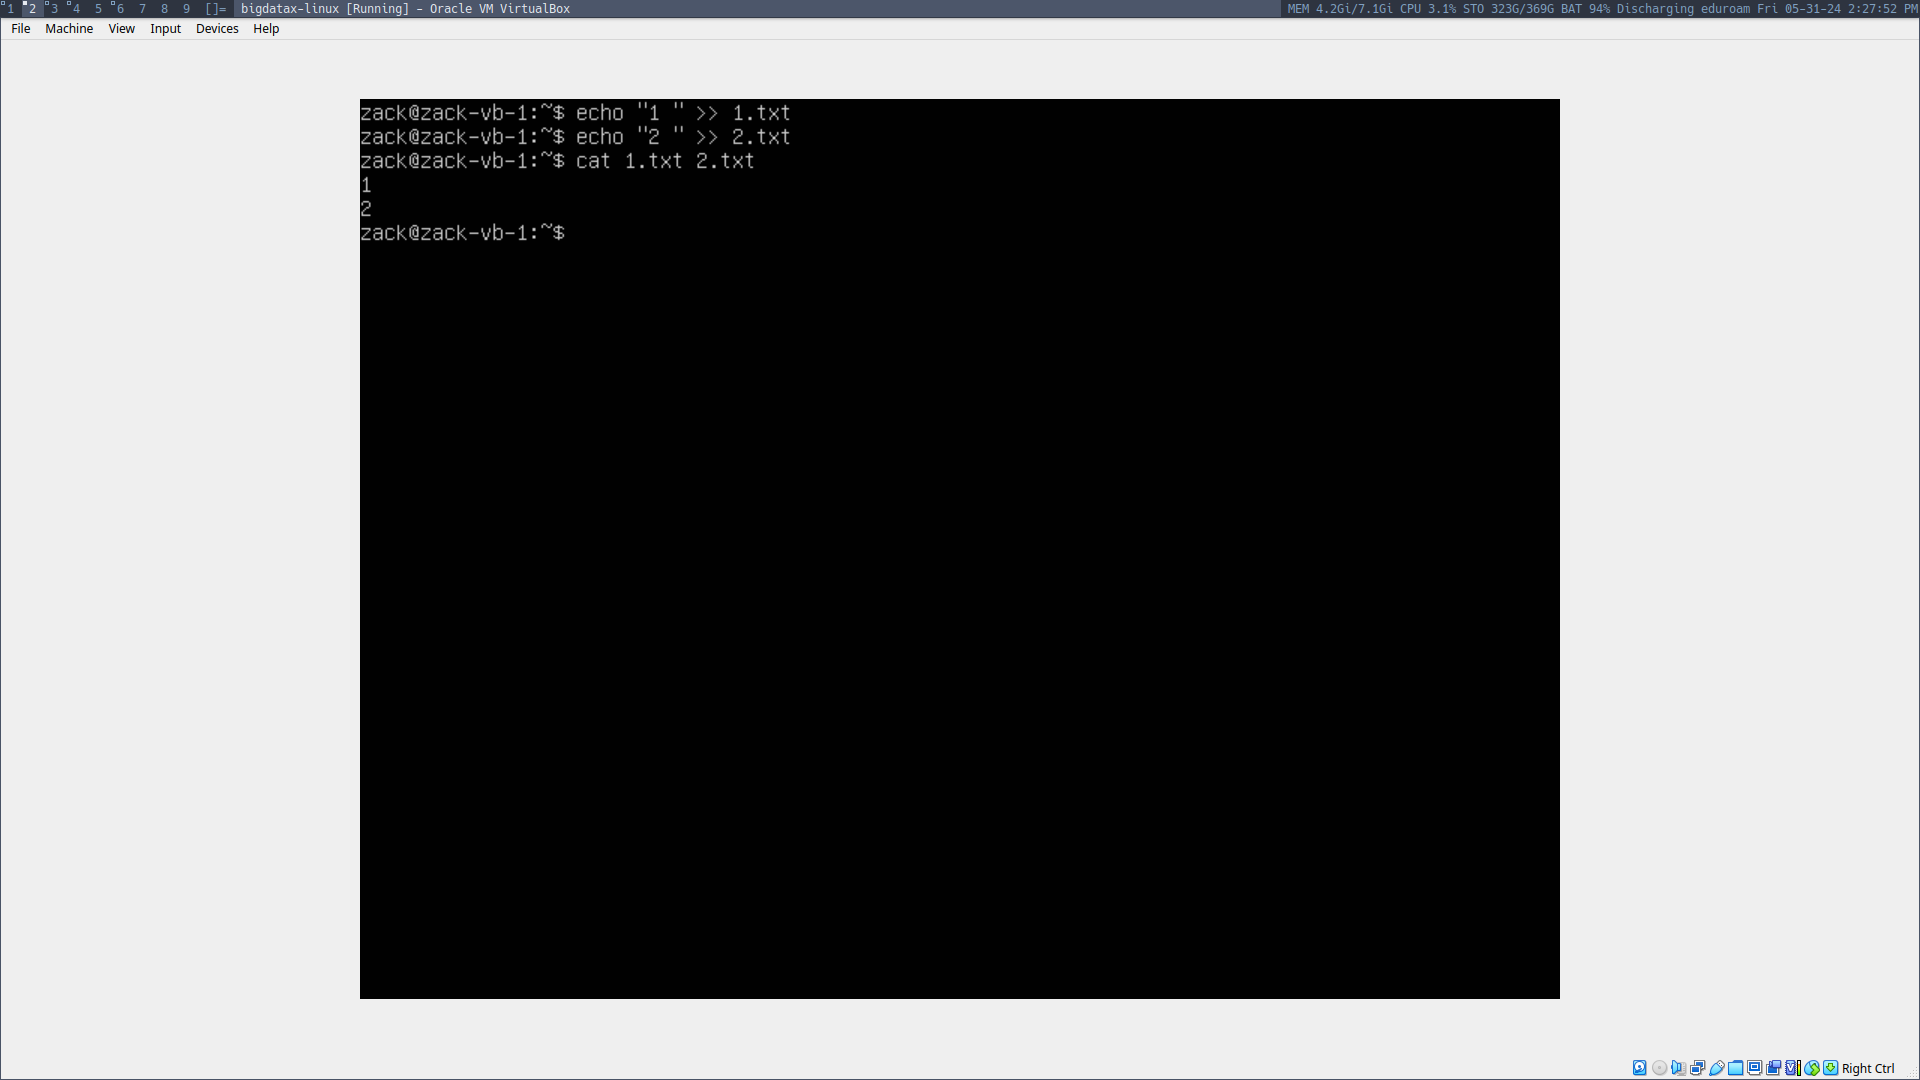 1 2 3 4 5 6 7 8 9 []= bigdatax-linux [Running] - Oracle VM VirtualBox MEM 4.2Gi/7.1Gi CPU 3.1% STO 323G/369G BAT 94% Discharging eduroam Fri 05-31-24 2:27:52 PM
File Machine View Input Devices Help
zack@zack-vb-1:~$ echo "1 " >> 1.txt
zack@zack-vb-1:~$ echo "2 " >> 2.txt
zack@zack-vb-1:~$ cat 1.txt 2.txt
1
2
zack@zack-vb-1:~$
Right Ctrl